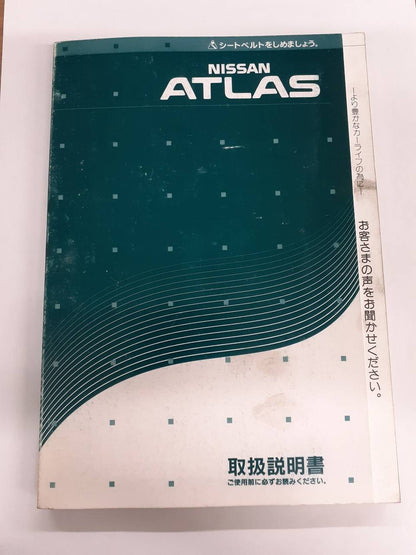 シートベルトをしめましょう。
NISSAN
ATLAS
―より豊かなカーライフの為に―
お客さまの声をお聞かせください。
取扱説明書
ご使用前に必ずお読みください。